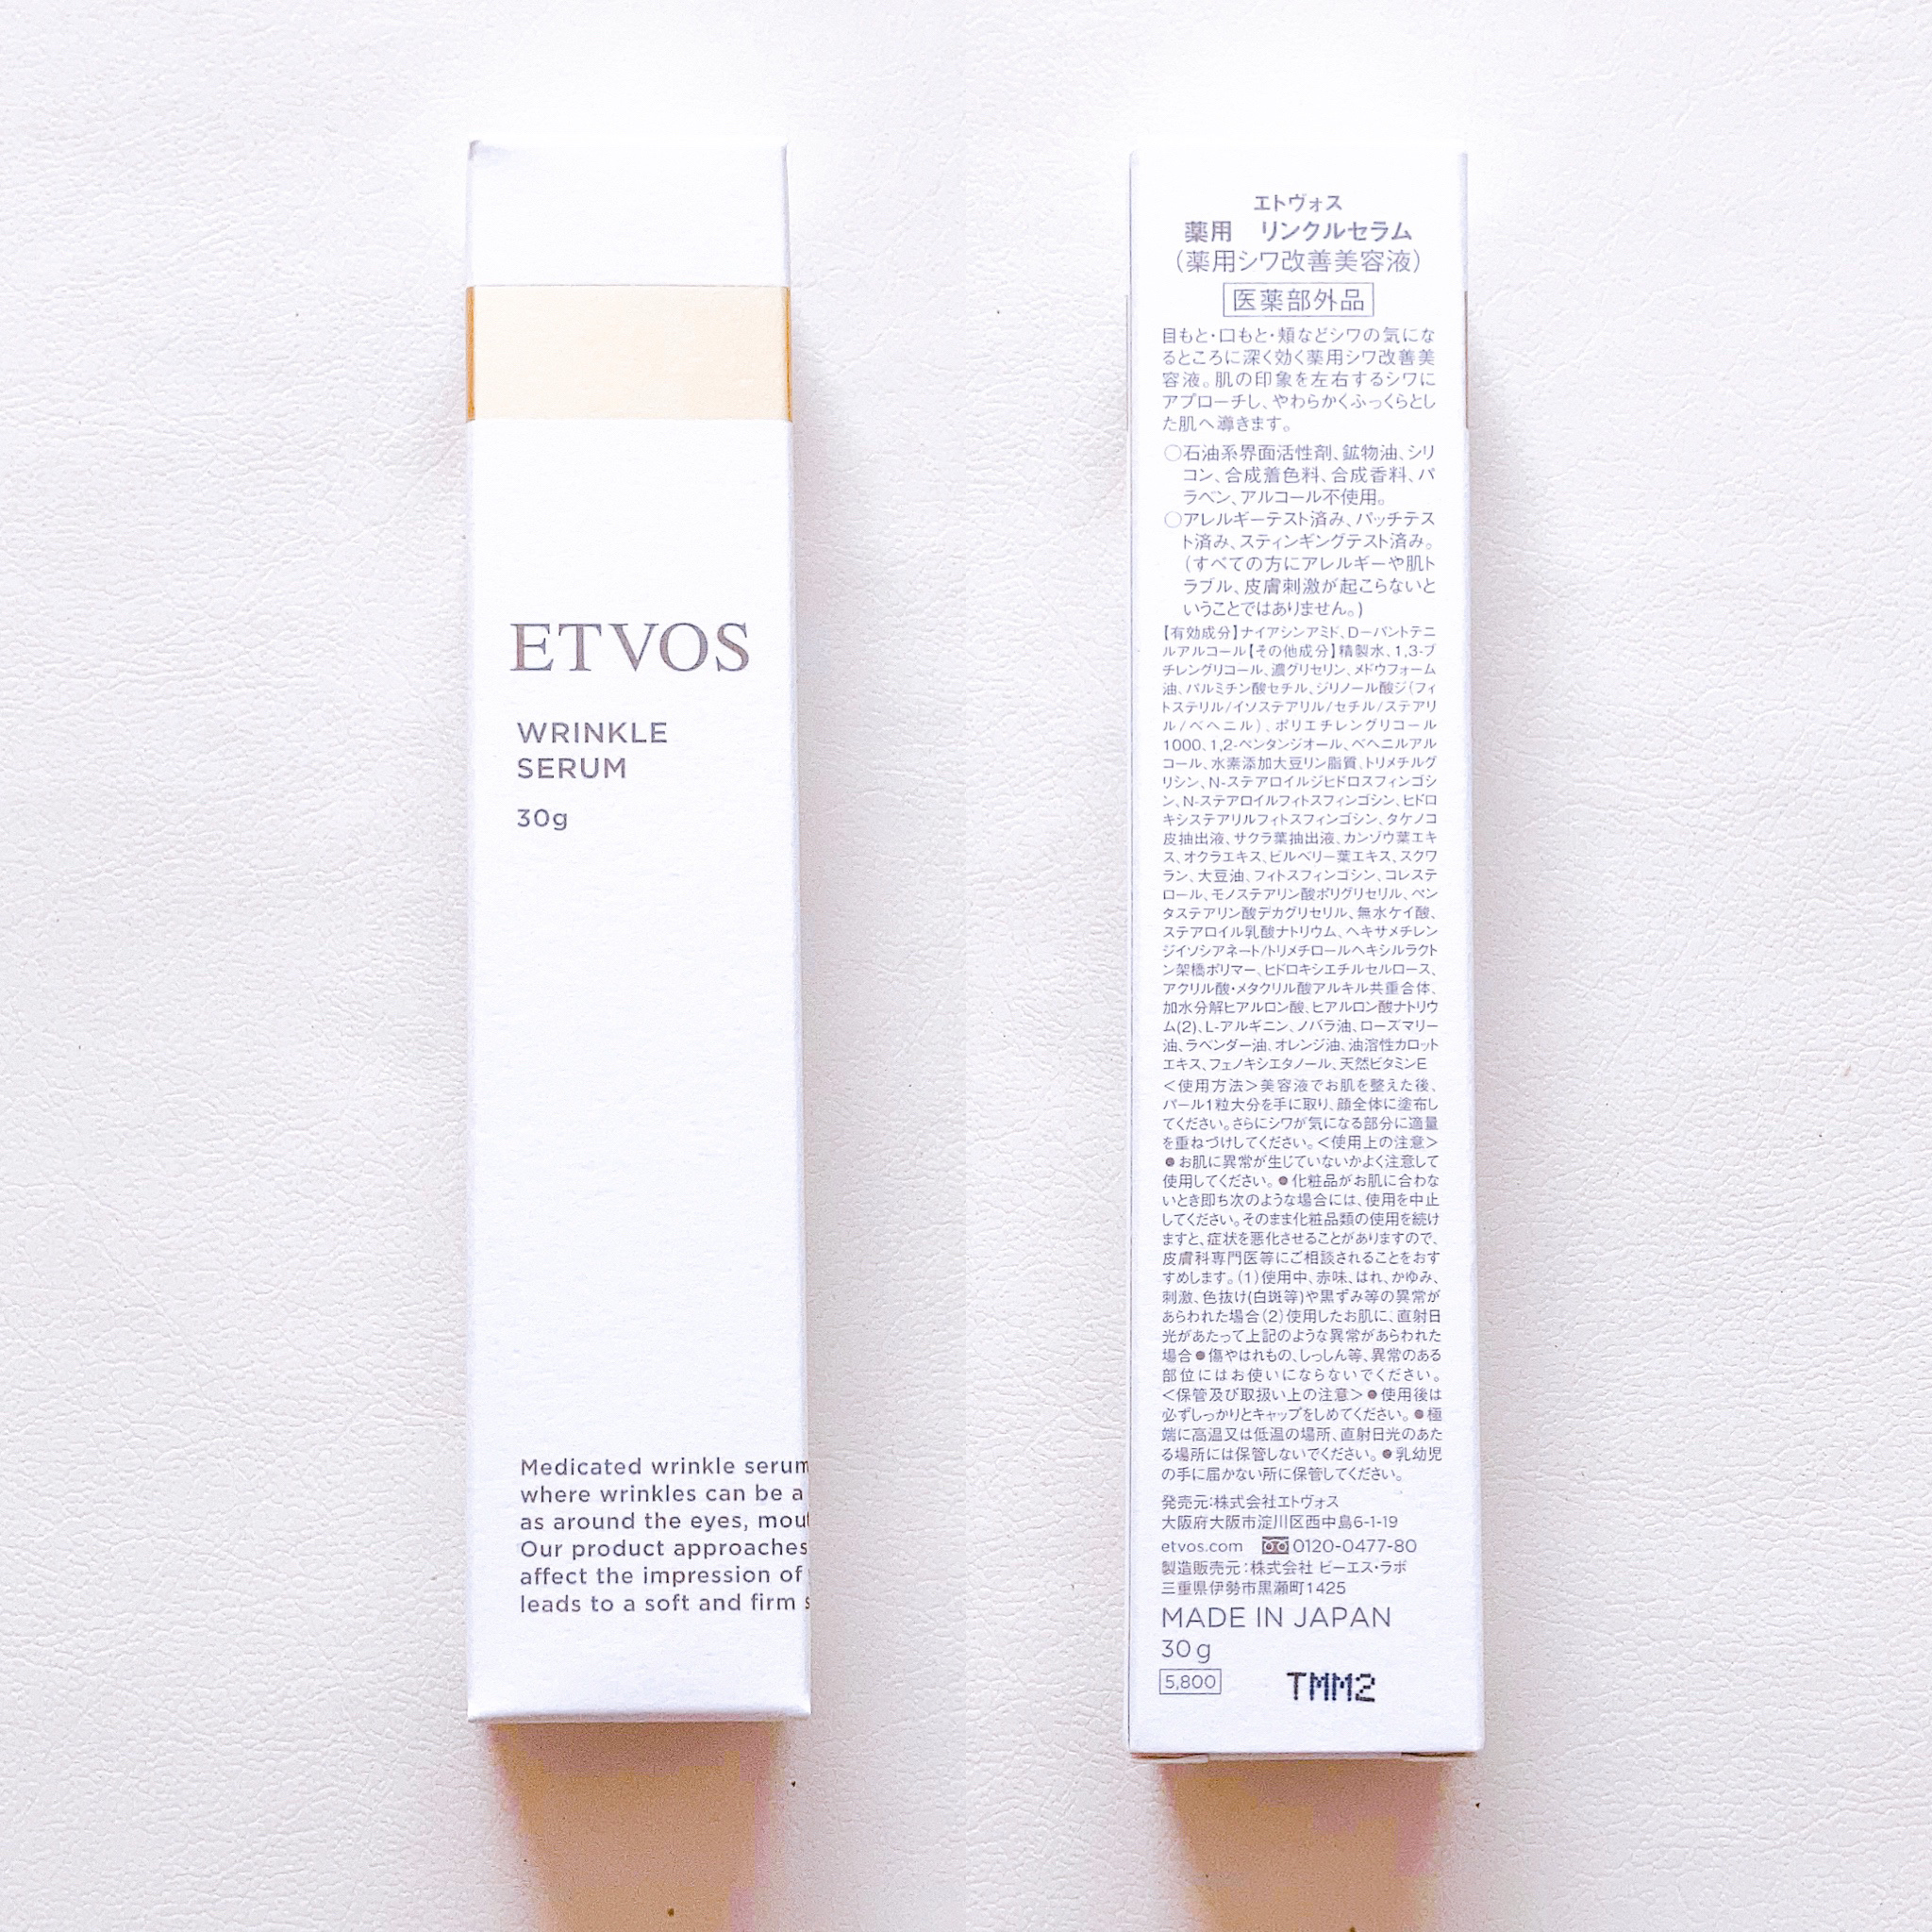 ETVOS
WRINKLE
SERUM
30g
Medicated wrinkle serum
where wrinkles can be a
as around the eyes, mou
Our product approaches
affect the impression of
leads to a soft and firm s
エトヴォス
薬用　リンクルセラム
（薬用シワ改善美容液）
医薬部外品
目もと・口もと・頬などシワの気にな
るところに深く効く薬用シワ改善美
容液。肌の印象を左右するシワに
アプローチし、やわらかくふっくらとし
た肌へ導きます。
○石油系界面活性剤、鉱物油、シリ
コン、合成着色料、合成香料、パ
ラベン、アルコール不使用。
○アレルギーテスト済み、パッチテス
ト済み、スティンギングテスト済み。
（すべての方にアレルギーや肌ト
ラブル、皮膚刺激が起こらないと
いうことではありません。)
【有効成分】ナイアシンアミド、D－パントテニ
ルアルコール【その他成分】精製水、1,3-ブ
チレングリコール、濃グリセリン、メドウフォーム
油、パルミチン酸セチル、ジリノール酸ジ（フィ
トステリル/イソステアリル/セチル/ステアリ
ル/ベヘニル）、ポリエチレングリコール
1000、1,2-ペンタンジオール、ベヘニルアル
コール、水素添加大豆リン脂質、トリメチルグ
リシン、N-ステアロイルジヒドロスフィンゴシ
ン、N-ステアロイルフィトスフィンゴシン、ヒドロ
キシステアリルフィトスフィンゴシン、タケノコ
皮抽出液、サクラ葉抽出液、カンゾウ葉エキ
ス、オクラエキス、ビルベリー葉エキス、スクワ
ラン、大豆油、フィトスフィンゴシン、コレステ
ロール、モノステアリン酸ポリグリセリル、ペン
タステアリン酸デカグリセリル、無水ケイ酸、
ステアロイル乳酸ナトリウム、ヘキサメチレン
ジイソシアネート/トリメチロールヘキシルラクト
ン架橋ポリマー、ヒドロキシエチルセルロース、
アクリル酸・メタクリル酸アルキル共重合体、
加水分解ヒアルロン酸、ヒアルロン酸ナトリウ
ム(2)、L-アルギニン、ノバラ油、ローズマリー
油、ラベンダー油、オレンジ油、油溶性カロット
エキス、フェノキシエタノール、天然ビタミンE
＜使用方法＞美容液でお肌を整えた後、
パール1粒大分を手に取り、顔全体に塗布し
てください。さらにシワが気になる部分に適量
を重ねづけしてください。＜使用上の注意＞
●お肌に異常が生じていないかよく注意して
使用してください。●化粧品がお肌に合わな
いとき即ち次のような場合には、使用を中止
してください。そのまま化粧品類の使用を続け
ますと、症状を悪化させることがありますので、
皮膚科専門医等にご相談されることをおす
すめします。（1）使用中、赤味、はれ、かゆみ、
刺激、色抜け(白斑等)や黒ずみ等の異常が
あらわれた場合（2）使用したお肌に、直射日
光があたって上記のような異常があらわれた
場合●傷やはれもの、しっしん等、異常のある
部位にはお使いにならないでください。
＜保管及び取扱い上の注意＞●使用後は
必ずしっかりとキャップをしめてください。●極
端に高温又は低温の場所、直射日光のあた
る場所には保管しないでください。●乳幼児
の手に届かない所に保管してください。
発売元：株式会社エトヴォス
大阪府大阪市淀川区西中島6-1-19
etvos.com 0120-0477-80
製造販売元：株式会社 ピーエス・ラボ
三重県伊勢市黒瀬町1425
MADE IN JAPAN
30g
5,800 TMM2